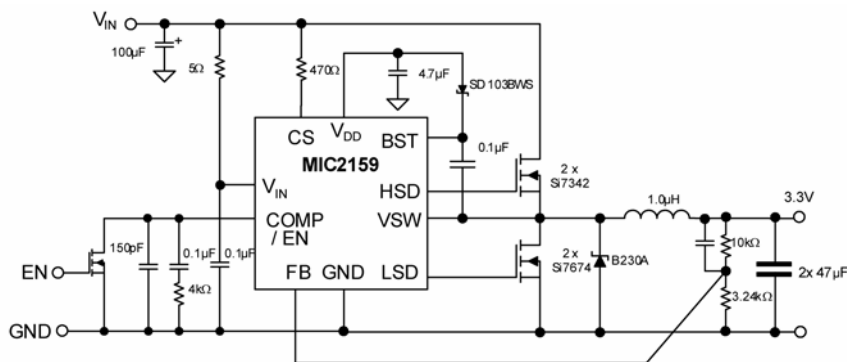 VIN
100µF
+
5Ω
470Ω
4.7µF
SD103BWS
CS
VDD
BST
MIC2159
0.1µF
2 x
Si7342
VIN
HSD
COMP
/ EN
VSW
1.0µH
3.3V
150pF
0.1µF
0.1µF
EN
4kΩ
FB
GND
LSD
2 x
Si7674
B230A
10kΩ
3.24kΩ
2x 47µF
GND